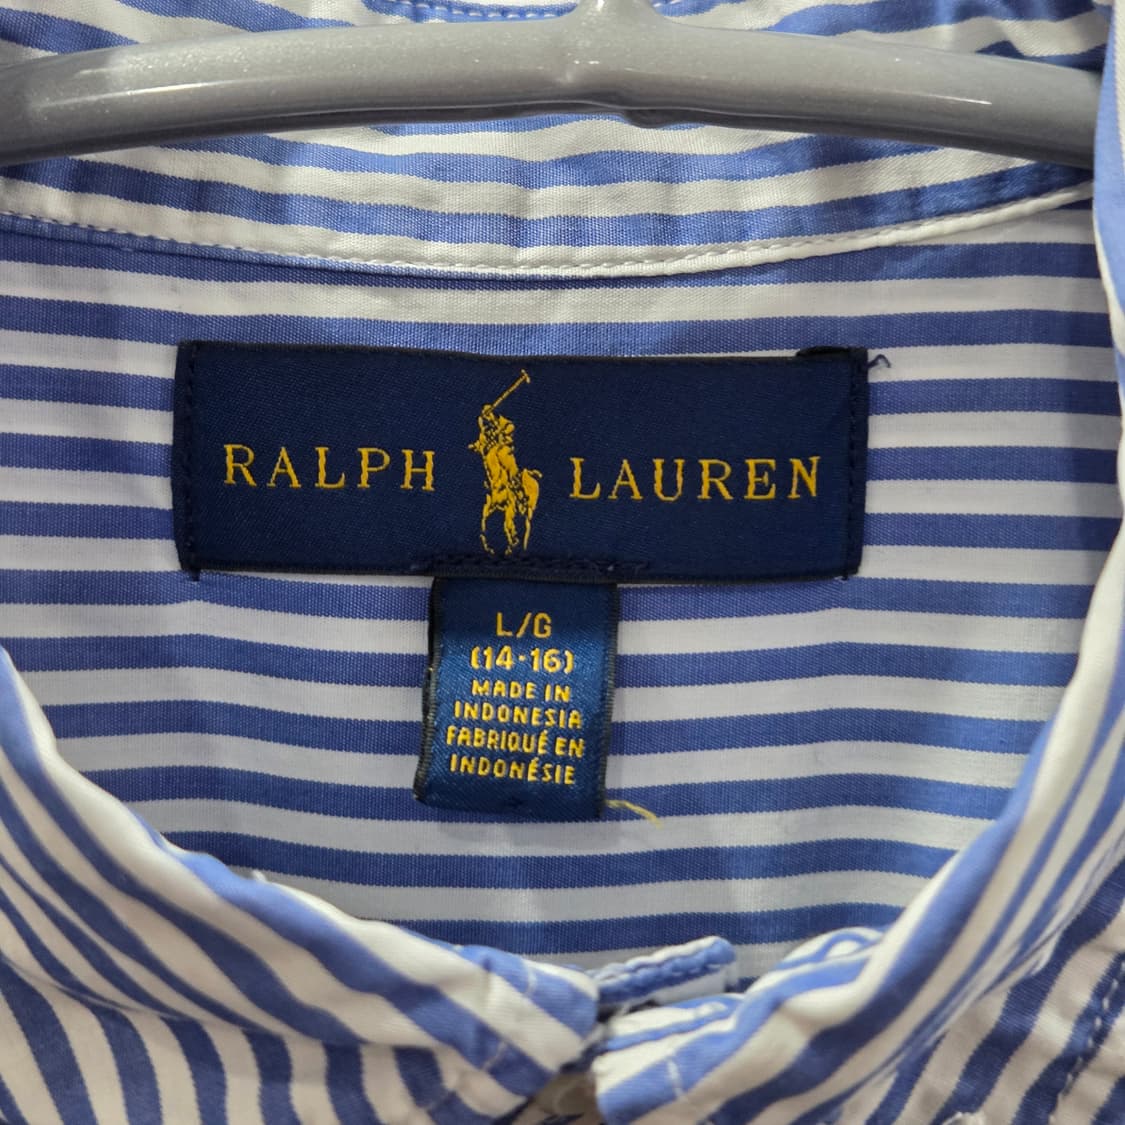 RALPH LAUREN
L/G
(14-16)
MADE IN
INDONESIA
FABRIQUÉ EN
INDONÉSIE